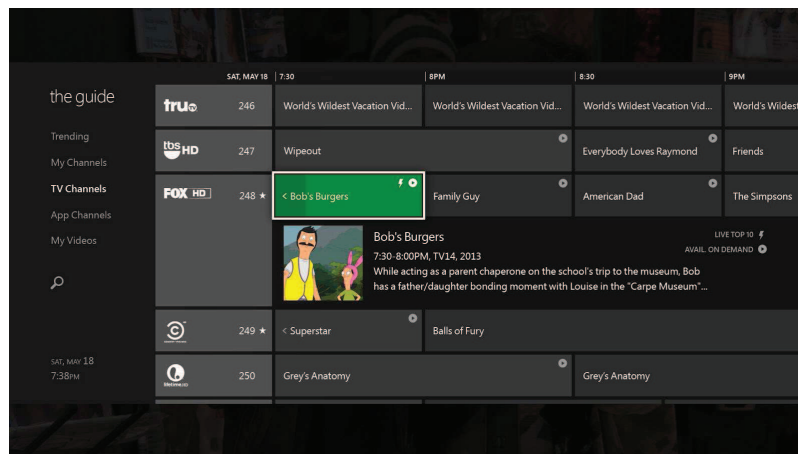 SAT, MAY 18 7:30 8PM 8:30 9PM
the guide
Trending
My Channels
TV Channels
App Channels
My Videos
SAT, MAY 18
7:38PM
tru tv 246 World's Wildest Vacation Vid... World's Wildest Vacation Vid... World's Wildest Vacation Vid... World's Wildest
tbs HD 247 Wipeout Everybody Loves Raymond Friends
FOX HD 248 ★ < Bob's Burgers Family Guy American Dad The Simpsons
Bob's Burgers LIVE TOP 10
7:30-8:00PM, TV14, 2013 AVAIL. ON DEMAND
While acting as a parent chaperone on the school's trip to the museum, Bob
has a father/daughter bonding moment with Louise in the "Carpe Museum"...
249 ★ < Superstar Balls of Fury
Lifetime HD 250 Grey's Anatomy Grey's Anatomy